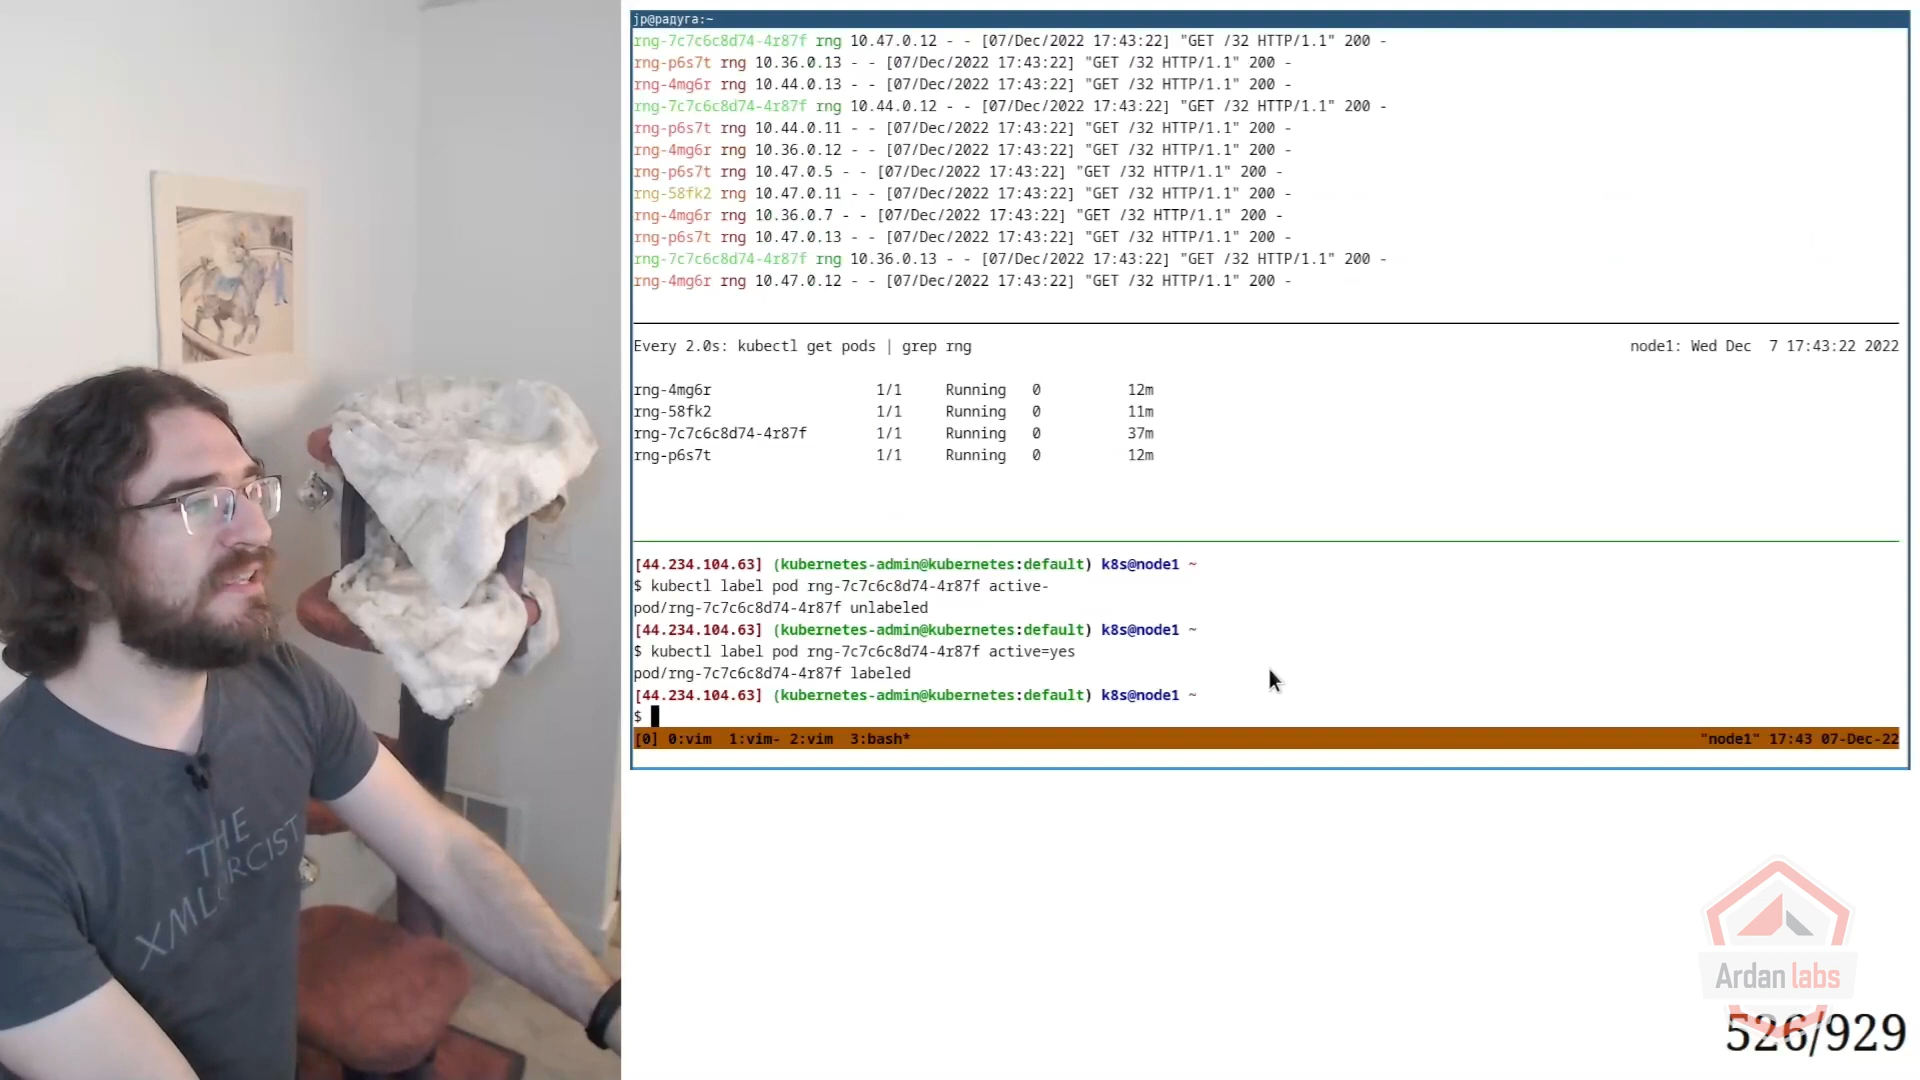 jp@радуга:~
rng-7c7c6c8d74-4r87f rng 10.47.0.12 - - [07/Dec/2022 17:43:22] "GET /32 HTTP/1.1" 200 -
rng-p6s7t rng 10.36.0.13 - - [07/Dec/2022 17:43:22] "GET /32 HTTP/1.1" 200 -
rng-4mg6r rng 10.44.0.13 - - [07/Dec/2022 17:43:22] "GET /32 HTTP/1.1" 200 -
rng-7c7c6c8d74-4r87f rng 10.44.0.12 - - [07/Dec/2022 17:43:22] "GET /32 HTTP/1.1" 200 -
rng-p6s7t rng 10.44.0.11 - - [07/Dec/2022 17:43:22] "GET /32 HTTP/1.1" 200 -
rng-4mg6r rng 10.36.0.12 - - [07/Dec/2022 17:43:22] "GET /32 HTTP/1.1" 200 -
rng-p6s7t rng 10.47.0.5 - - [07/Dec/2022 17:43:22] "GET /32 HTTP/1.1" 200 -
rng-58fk2 rng 10.47.0.11 - - [07/Dec/2022 17:43:22] "GET /32 HTTP/1.1" 200 -
rng-4mg6r rng 10.36.0.7 - - [07/Dec/2022 17:43:22] "GET /32 HTTP/1.1" 200 -
rng-p6s7t rng 10.47.0.13 - - [07/Dec/2022 17:43:22] "GET /32 HTTP/1.1" 200 -
rng-7c7c6c8d74-4r87f rng 10.36.0.13 - - [07/Dec/2022 17:43:22] "GET /32 HTTP/1.1" 200 -
rng-4mg6r rng 10.47.0.12 - - [07/Dec/2022 17:43:22] "GET /32 HTTP/1.1" 200 -
Every 2.0s: kubectl get pods | grep rng node1: Wed Dec 7 17:43:22 2022
rng-4mg6r 1/1 Running 0 12m
rng-58fk2 1/1 Running 0 11m
rng-7c7c6c8d74-4r87f 1/1 Running 0 37m
rng-p6s7t 1/1 Running 0 12m
[44.234.104.63] (kubernetes-admin@kubernetes:default) k8s@node1 ~
$ kubectl label pod rng-7c7c6c8d74-4r87f active-
pod/rng-7c7c6c8d74-4r87f unlabeled
[44.234.104.63] (kubernetes-admin@kubernetes:default) k8s@node1 ~
$ kubectl label pod rng-7c7c6c8d74-4r87f active=yes
pod/rng-7c7c6c8d74-4r87f labeled
[44.234.104.63] (kubernetes-admin@kubernetes:default) k8s@node1 ~
$
[0] 0:vim 1:vim- 2:vim 3:bash* "node1" 17:43 07-Dec-22
THE
XMLORCIST
Ardan labs
526/929